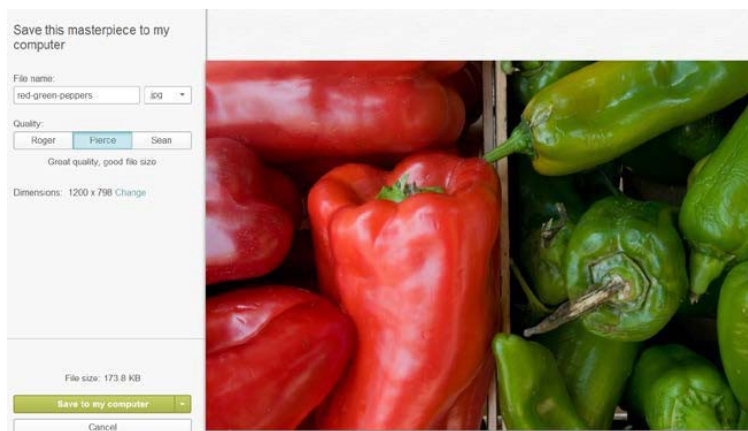 Save this masterpiece to my
computer
File name:
red-green-peppers
jpg
Quality:
Roger Pierce Sean
Great quality, good file size
Dimensions: 1200 x 798 Change
File size: 173.8 KB
Save to my computer
Cancel